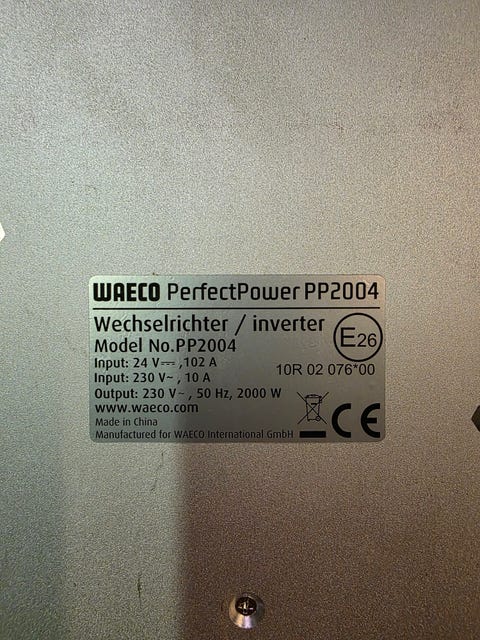 WAECO PerfectPower PP2004
Wechselrichter / inverter
Model No.PP2004
Input: 24 V⎓ ,102 A
Input: 230 V~ , 10 A
Output: 230 V~ , 50 Hz, 2000 W
www.waeco.com
Made in China
Manufactured for WAECO International GmbH
E26
10R 02 076*00
CE